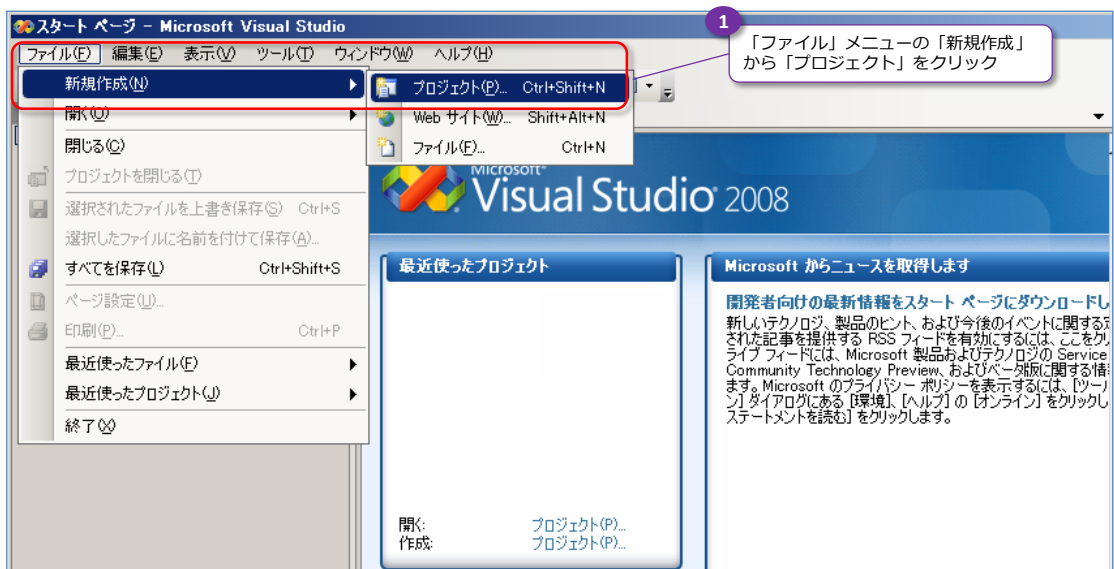 スタート ページ - Microsoft Visual Studio
ファイル(F) 編集(E) 表示(V) ツール(T) ウィンドウ(W) ヘルプ(H)
1
「ファイル」メニューの「新規作成」
から「プロジェクト」をクリック
新規作成(N)
プロジェクト(P)... Ctrl+Shift+N
開く(O)
Web サイト(W)... Shift+Alt+N
閉じる(C)
ファイル(F)... Ctrl+N
プロジェクトを閉じる(T)
選択されたファイルを上書き保存(S) Ctrl+S
選択したファイルに名前を付けて保存(A)...
すべてを保存(L) Ctrl+Shift+S
ページ設定(U)...
印刷(P)... Ctrl+P
最近使ったファイル(F)
最近使ったプロジェクト(J)
終了(X)
Microsoft
Visual Studio 2008
最近使ったプロジェクト
開く: プロジェクト(P)...
作成: プロジェクト(P)...
Microsoft からニュースを取得します
開発者向けの最新情報をスタート ページにダウンロードし
新しいテクノロジ、製品のヒント、および今後のイベントに関する
された記事を提供する RSS フィードを有効にするには、ここをク
ライブ フィードには、Microsoft 製品およびテクノロジの Service
Community Technology Preview、およびベータ版に関する情
ます。Microsoft のプライバシー ポリシーを表示するには、[ツール
ン] ダイアログにある [環境]、[ヘルプ] の [オンライン] をクリックし
ステートメントを読む] をクリックします。